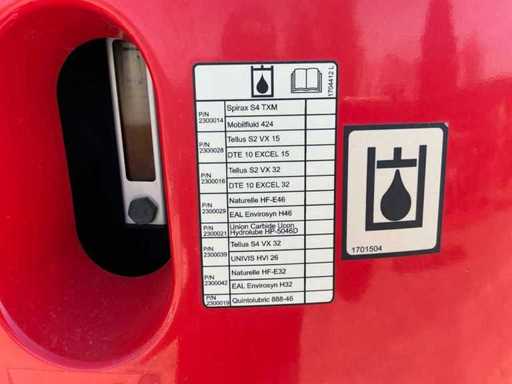 1704412 L
P/N 2300014
Spirax S4 TXM
Mobilfluid 424
P/N 2300028
Tellus S2 VX 15
DTE 10 EXCEL 15
P/N 2300016
Tellus S2 VX 32
DTE 10 EXCEL 32
P/N 2300029
Naturelle HF-E46
EAL Envirosyn H46
P/N 2300021
Union Carbide Ucon
Hydrolube HP-5046D
P/N 2300039
Tellus S4 VX 32
UNIVIS HVI 26
P/N 2300042
Naturelle HF-E32
EAL Envirosyn H32
P/N 2300019
Quintolubric 888-46
1701504